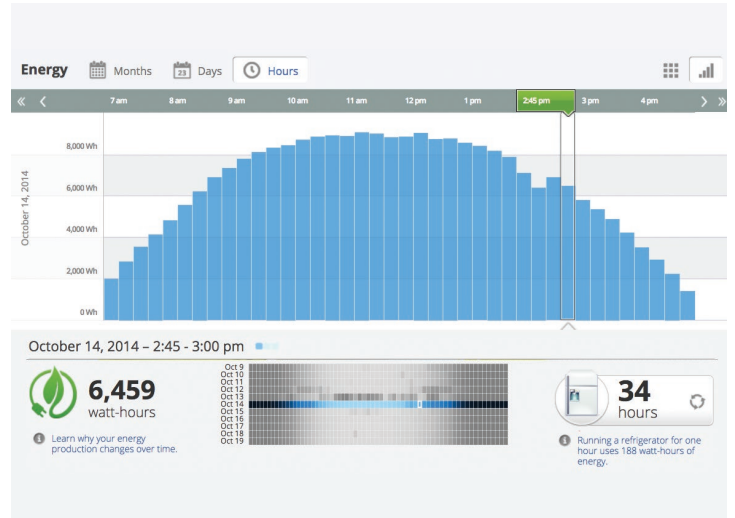 Energy Months 23 Days Hours
« < 7 am 8 am 9 am 10 am 11 am 12 pm 1 pm 2:45 pm 3 pm 4 pm > »
October 14, 2014
8,000 Wh
6,000 Wh
4,000 Wh
2,000 Wh
0 Wh
October 14, 2014 – 2:45 - 3:00 pm
6,459
watt-hours
Learn why your energy
production changes over time.
Oct 9
Oct 10
Oct 11
Oct 12
Oct 13
Oct 14
Oct 15
Oct 16
Oct 17
Oct 18
Oct 19
34
hours
Running a refrigerator for one
hour uses 188 watt-hours of
energy.